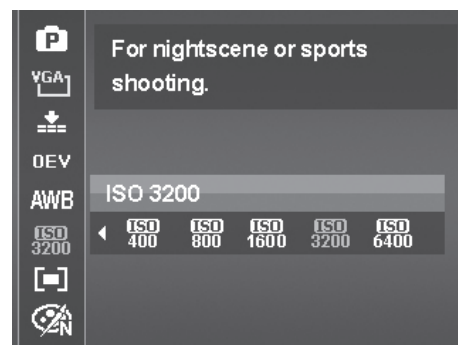 P
For nightscene or sports
shooting.
VGA
0EV
AWB
ISO 3200
ISO
3200
ISO
400
ISO
800
ISO
1600
ISO
3200
ISO
6400
N